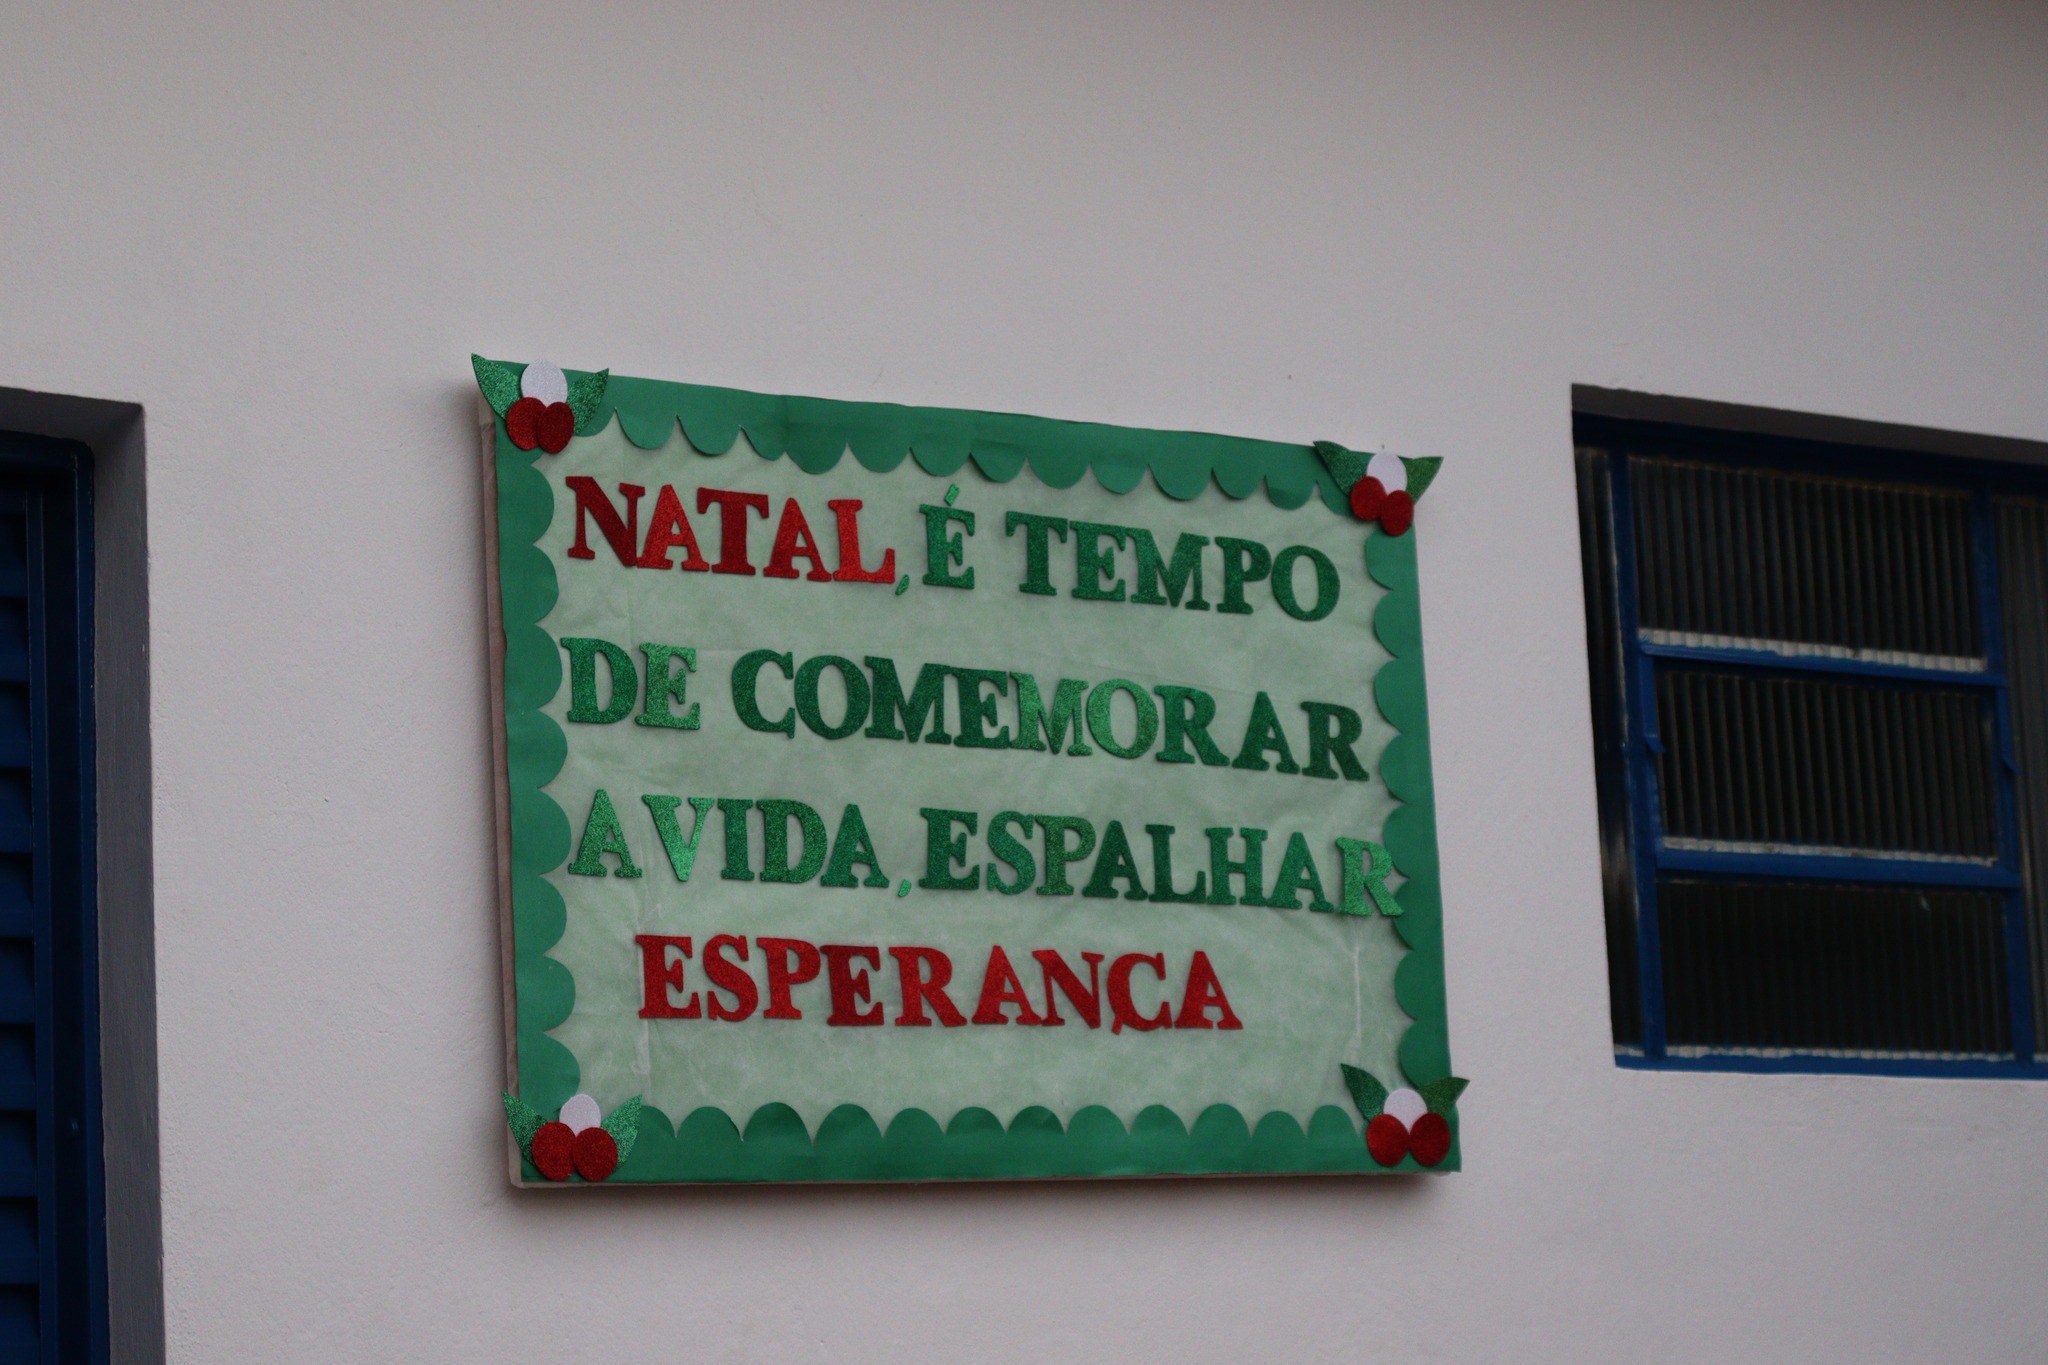 NATAL, É TEMPO
DE COMEMORAR
A VIDA, ESPALHAR
ESPERANÇA